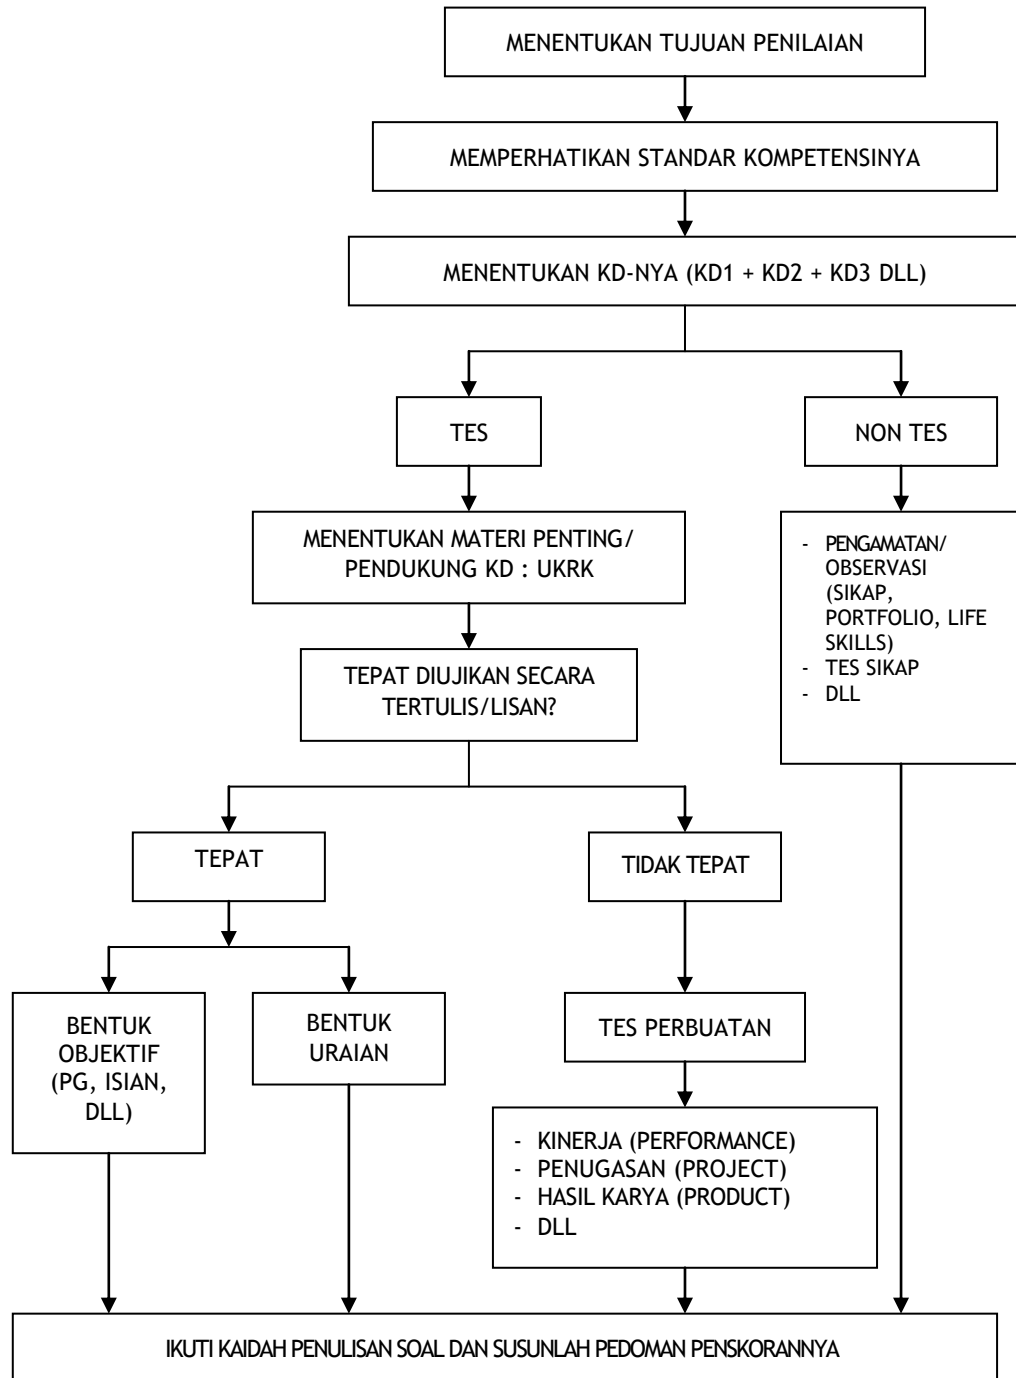 MENENTUKAN TUJUAN PENILAIAN
MEMPERHATIKAN STANDAR KOMPETENSINYA
MENENTUKAN KD-NYA (KD1 + KD2 + KD3 DLL)
TES
NON TES
MENENTUKAN MATERI PENTING/
PENDUKUNG KD : UKRK
- PENGAMATAN/
OBSERVASI
(SIKAP,
PORTFOLIO, LIFE
SKILLS)
- TES SIKAP
- DLL
TEPAT DIUJIKAN SECARA
TERTULIS/LISAN?
TEPAT
TIDAK TEPAT
BENTUK
OBJEKTIF
(PG, ISIAN,
DLL)
BENTUK
URAIAN
TES PERBUATAN
- KINERJA (PERFORMANCE)
- PENUGASAN (PROJECT)
- HASIL KARYA (PRODUCT)
- DLL
IKUTI KAIDAH PENULISAN SOAL DAN SUSUNLAH PEDOMAN PENSKORANNYA